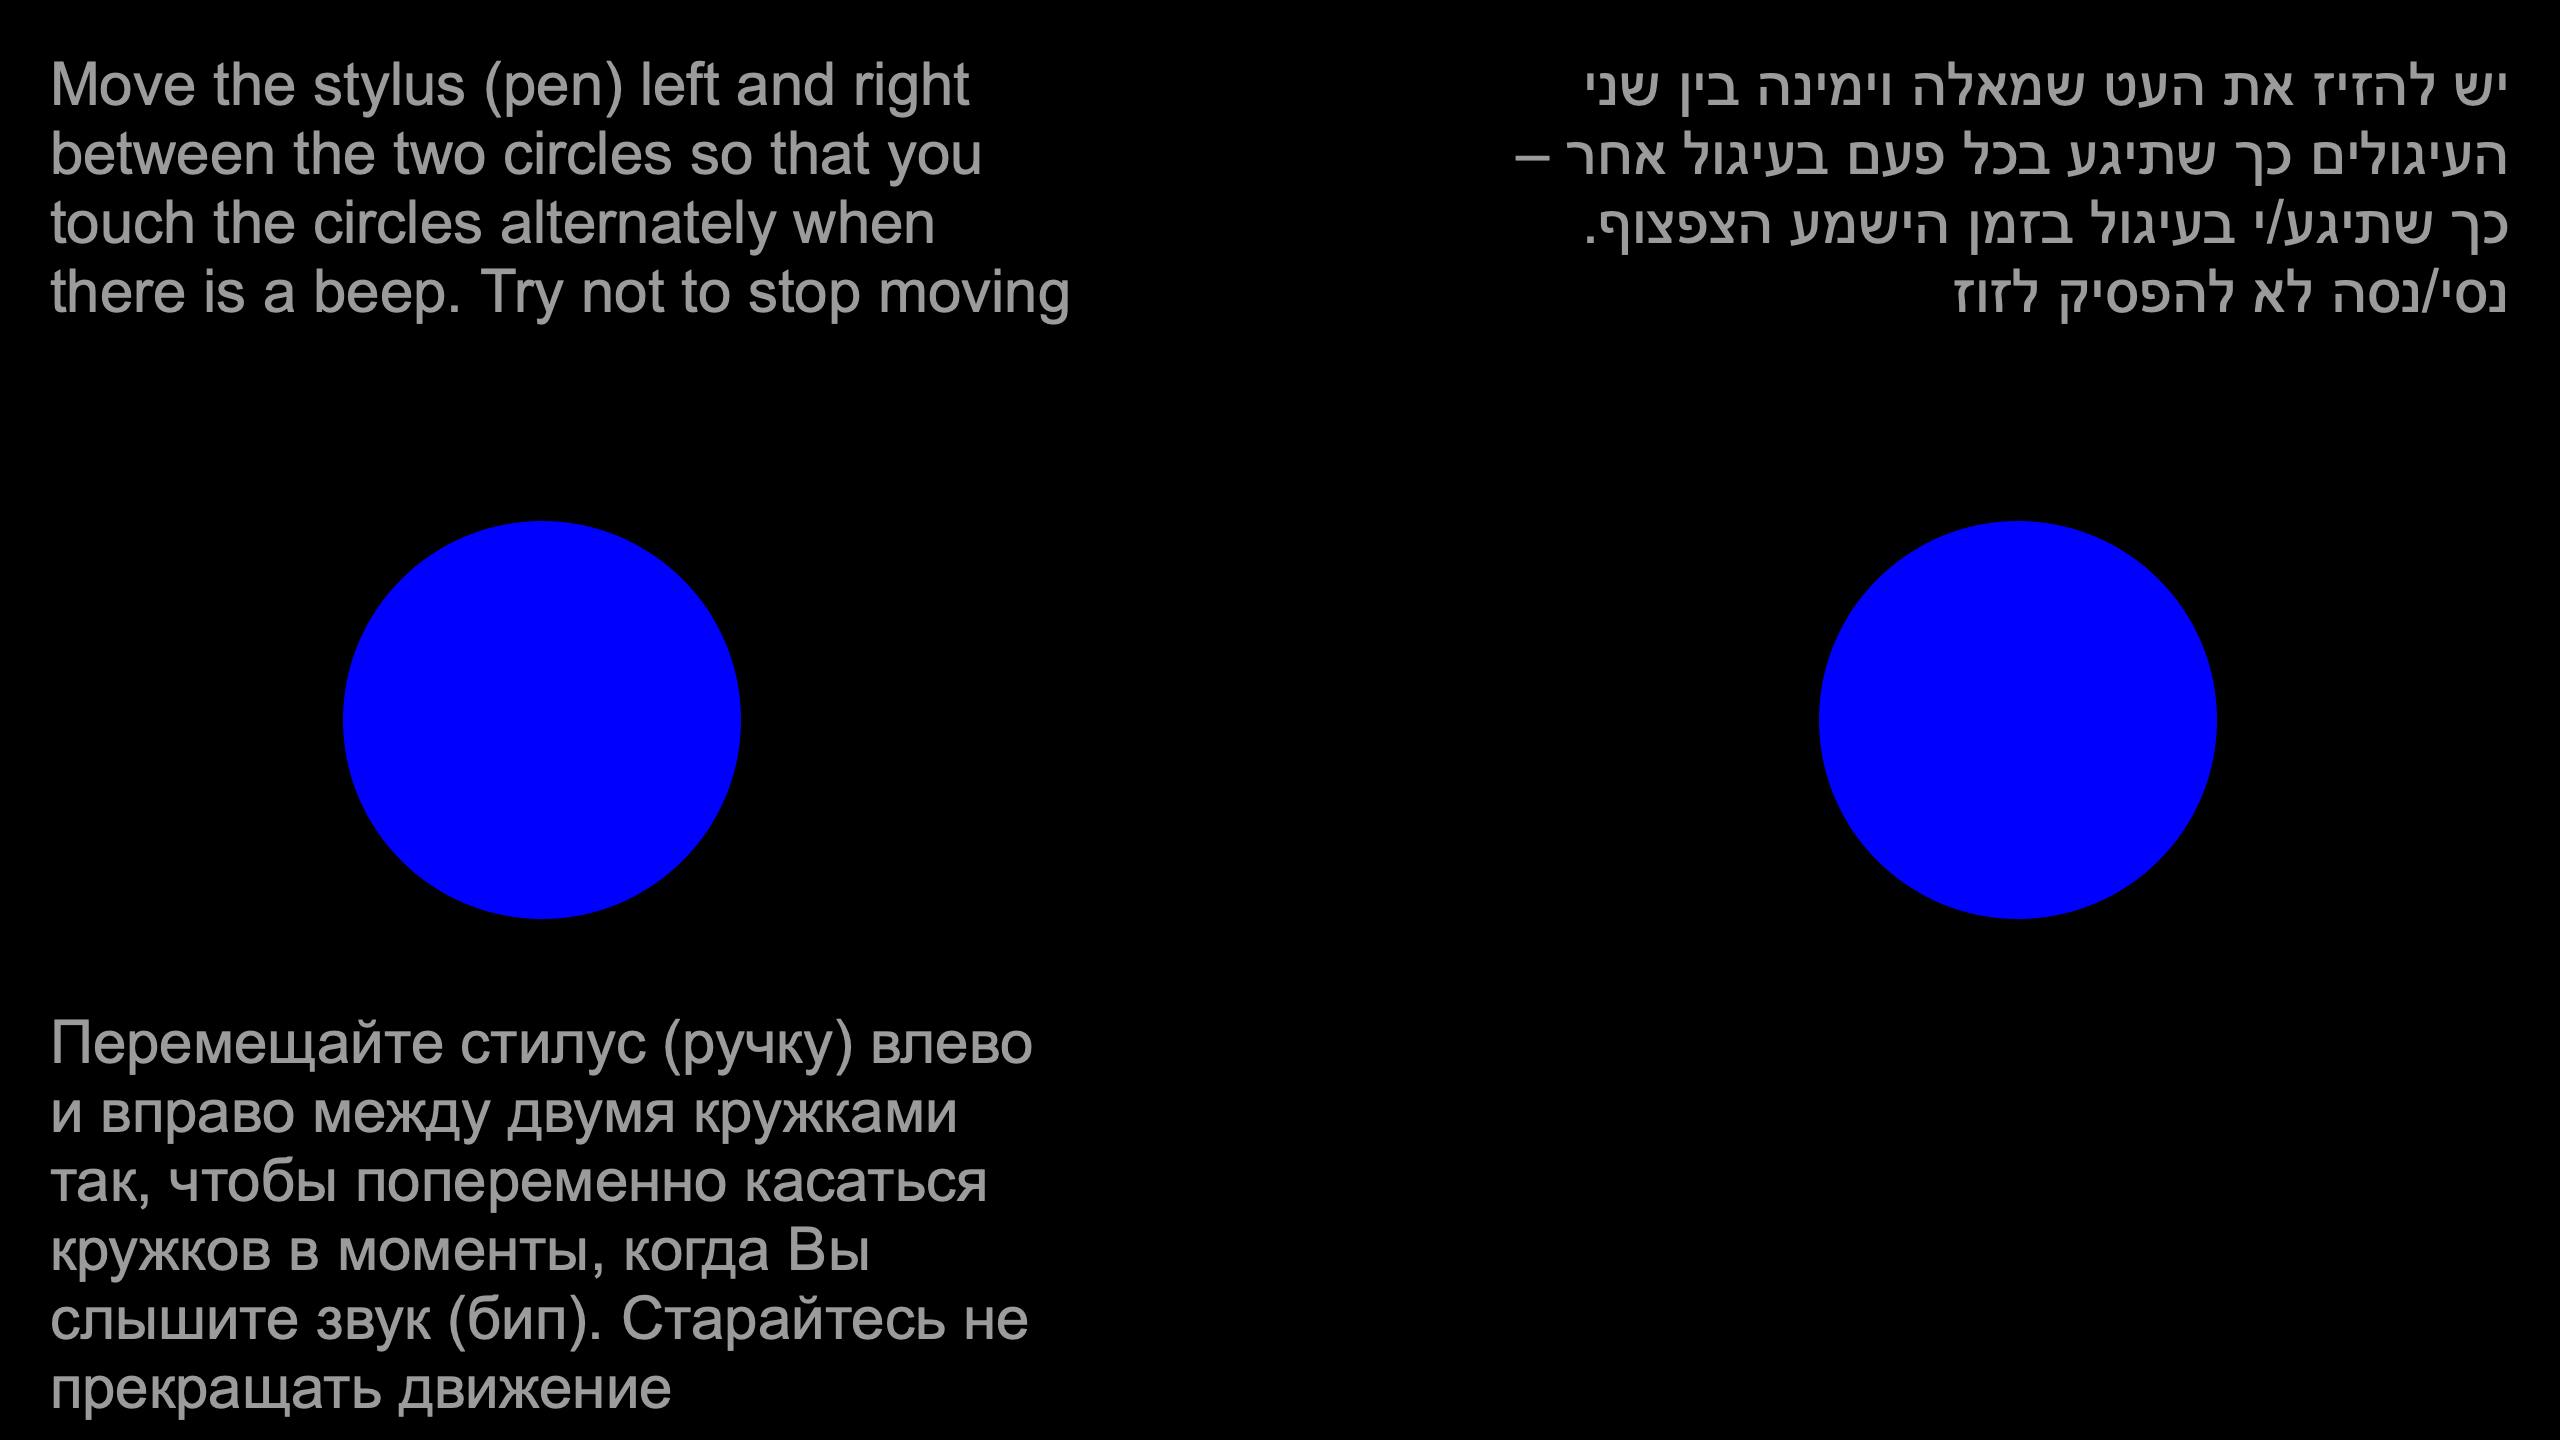 Move the stylus (pen) left and right
between the two circles so that you
touch the circles alternately when
there is a beep. Try not to stop moving
יש להזיז את העט שמאלה וימינה בין שני
העיגולים כך שתיגע בכל פעם בעיגול אחר –
כך שתיגע/י בעיגול בזמן הישמע הצפצוף.
נסי/נסה לא להפסיק לזוז
Перемещайте стилус (ручку) влево
и вправо между двумя кружками
так, чтобы попеременно касаться
кружков в моменты, когда Вы
слышите звук (бип). Старайтесь не
прекращать движение